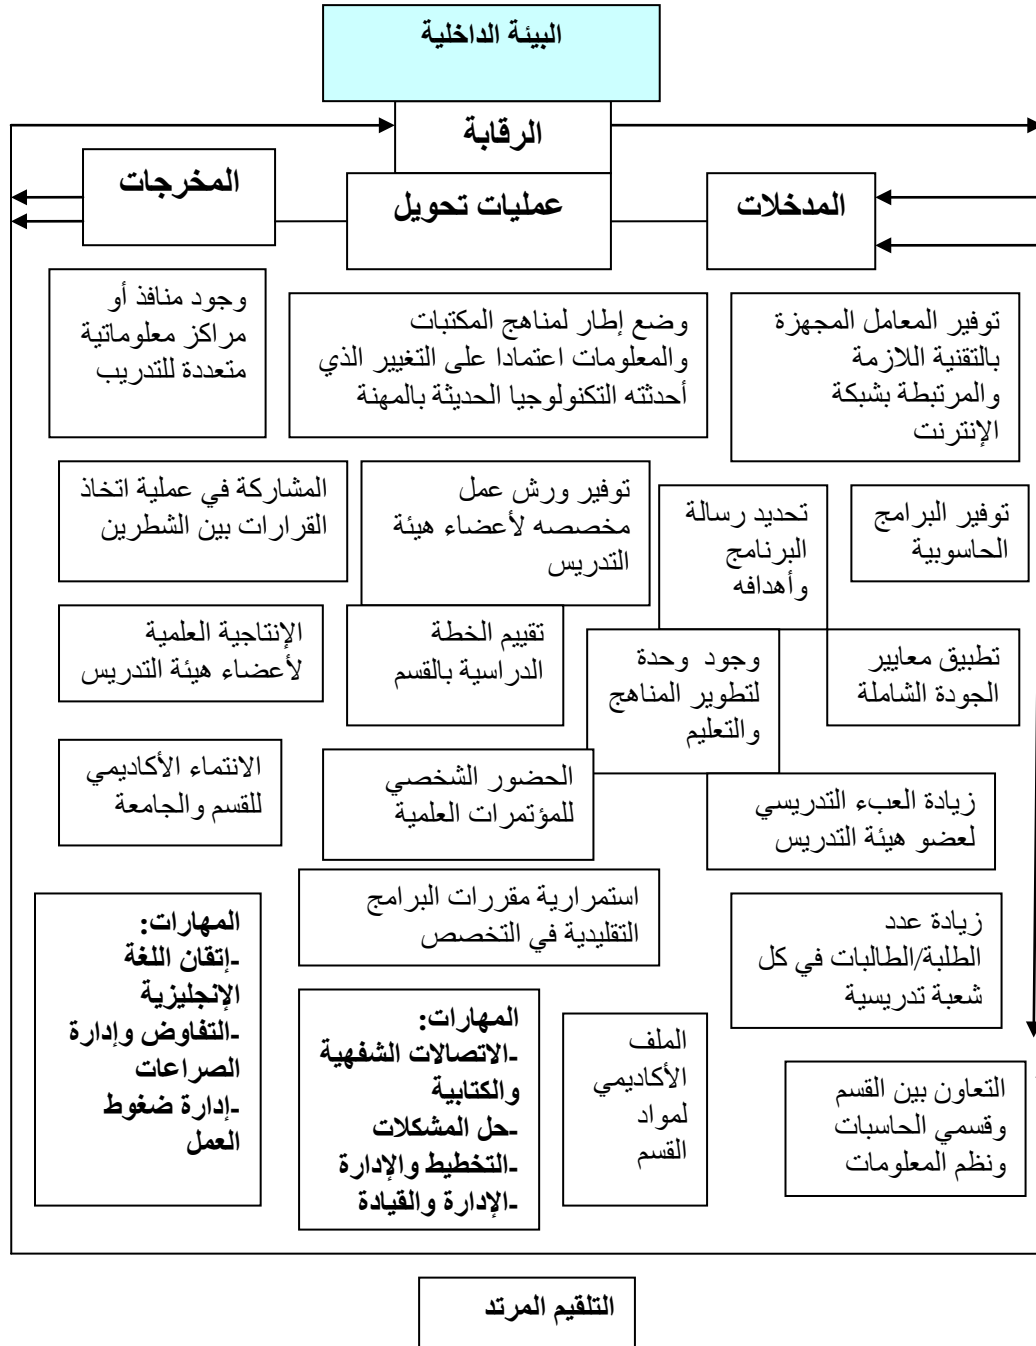 البيئة الداخلية
الرقابة
المدخلات
عمليات تحويل
المخرجات
توفير المعامل المجهزة
بالتقنية اللازمة
والمرتبطة بشبكة
الإنترنت
وضع إطار لمناهج المكتبات
والمعلومات اعتمادا على التغيير الذي
أحدثته التكنولوجيا الحديثة بالمهنة
وجود منافذ أو
مراكز معلوماتية
متعددة للتدريب
توفير البرامج
الحاسوبية
تحديد رسالة
البرنامج
وأهدافه
توفير ورش عمل
مخصصه لأعضاء هيئة
التدريس
المشاركة في عملية اتخاذ
القرارات بين الشطرين
تطبيق معايير
الجودة الشاملة
وجود وحدة
لتطوير المناهج
والتعليم
تقييم الخطة
الدراسية بالقسم
الإنتاجية العلمية
لأعضاء هيئة التدريس
زيادة العبء التدريسي
لعضو هيئة التدريس
الحضور الشخصي
للمؤتمرات العلمية
الانتماء الأكاديمي
للقسم والجامعة
زيادة عدد
الطلبة/الطالبات في كل
شعبة تدريسية
استمرارية مقررات البرامج
التقليدية في التخصص
المهارات:
-إتقان اللغة
الإنجليزية
-التفاوض وإدارة
الصراعات
-إدارة ضغوط
العمل
التعاون بين القسم
وقسمي الحاسبات
ونظم المعلومات
الملف
الأكاديمي
لمواد
القسم
المهارات:
-الاتصالات الشفهية
والكتابية
-حل المشكلات
-التخطيط والإدارة
-الإدارة والقيادة
التلقيم المرتد